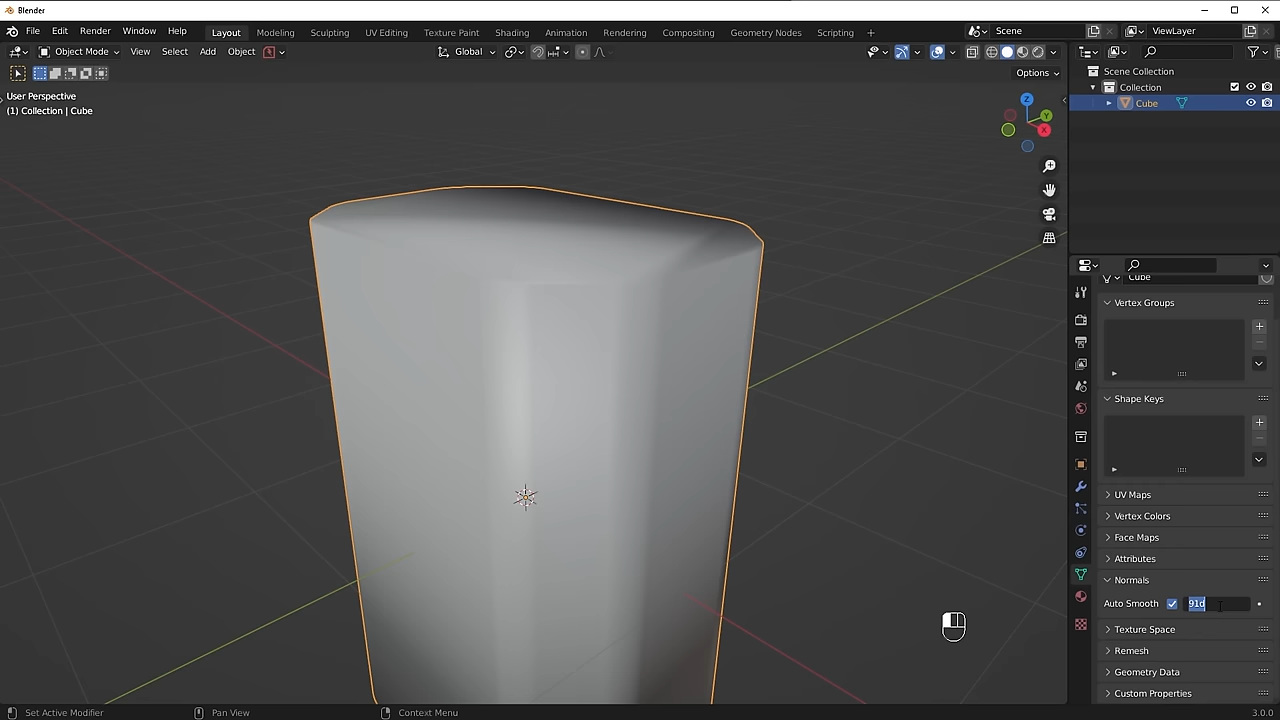 Blender
File Edit Render Window Help Layout Modeling Sculpting UV Editing Texture Paint Shading Animation Rendering Compositing Geometry Nodes Scripting + Scene ViewLayer
Object Mode View Select Add Object Global
Options
User Perspective
(1) Collection | Cube
Z
Y
X
Scene Collection
Collection
Cube
Cube
Vertex Groups
Shape Keys
UV Maps
Vertex Colors
Face Maps
Attributes
Normals
Auto Smooth 91d
Texture Space
Remesh
Geometry Data
Custom Properties
Set Active Modifier Pan View Context Menu 3.0.0